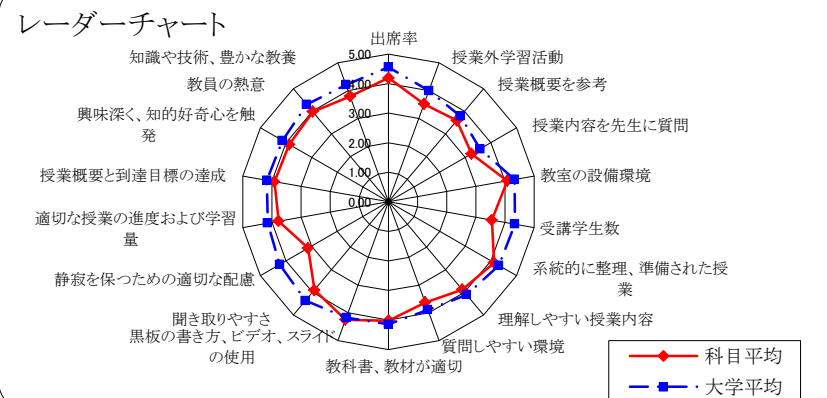 レーダーチャート
出席率
授業外学習活動
授業概要を参考
授業内容を先生に質問
教室の設備環境
受講学生数
系統的に整理、準備された授
業
理解しやすい授業内容
質問しやすい環境
教科書、教材が適切
黒板の書き方、ビデオ、スライド
の使用
聞き取りやすさ
静寂を保つための適切な配慮
適切な授業の進度および学習
量
授業概要と到達目標の達成
興味深く、知的好奇心を触
発
教員の熱意
知識や技術、豊かな教養
5.00
4.00
3.00
2.00
1.00
0.00
科目平均
大学平均